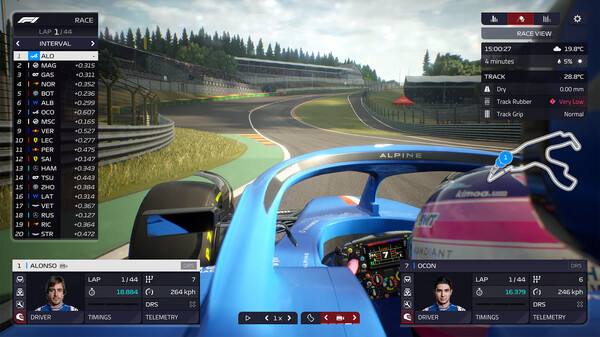 F1 RACE
LAP 1/44
INTERVAL
1 ALO -
2 MAG +0.315
3 GAS +0.311
4 NOR +0.352
5 BOT +0.236
6 ALB +0.299
7 OCO +0.607
8 MSC +0.165
9 VER +0.527
10 LEC +0.277
11 PER +0.475
12 SAI +0.147
13 HAM +0.343
14 TSU +0.443
15 ZHO +0.384
16 LAT +0.314
17 VET +0.367
18 RUS +0.127
19 RIC +0.364
20 STR +0.472
RACE VIEW
15:00:27 19.8°C
4 minutes 5%
TRACK 28.8°C
Dry 0.00 mm
Track Rubber Very Low
Track Grip Normal
1
ALPINE
kimoa
7
1 ALONSO DRS
LAP 1/44 7
18.884 264 kph
DRS
DRIVER TIMINGS TELEMETRY
1x
7 OCON DRS
LAP 1/44 6
16.379 246 kph
DRS
DRIVER TIMINGS TELEMETRY